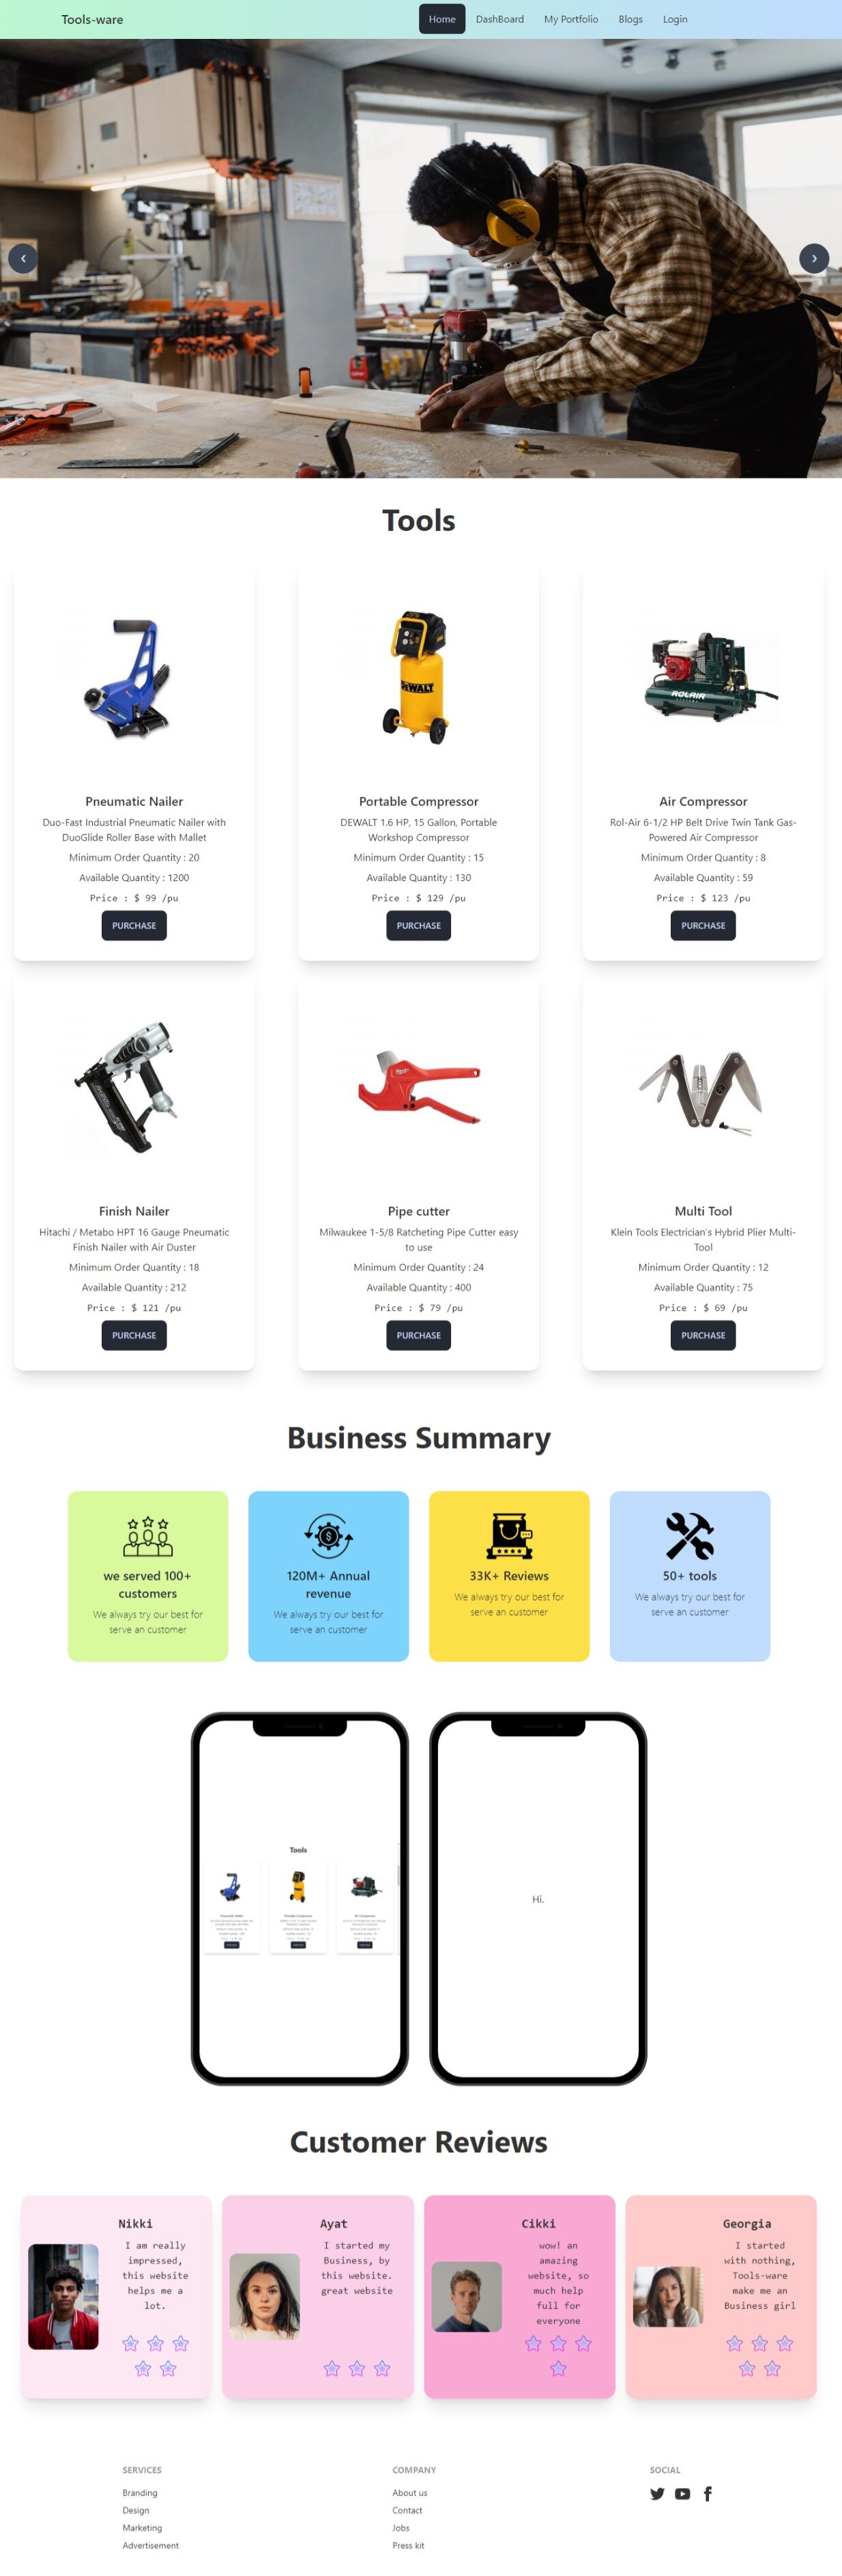 Tools-ware
Home
DashBoard
My Portfolio
Blogs
Login
Tools
DEWALT
ROLAIR
Pneumatic Nailer
Duo-Fast Industrial Pneumatic Nailer with
DuoGlide Roller Base with Mallet
Minimum Order Quantity : 20
Available Quantity : 1200
Price : $ 99 /pu
PURCHASE
Portable Compressor
DEWALT 1.6 HP, 15 Gallon, Portable
Workshop Compressor
Minimum Order Quantity : 15
Available Quantity : 130
Price : $ 129 /pu
PURCHASE
Air Compressor
Rol-Air 6-1/2 HP Belt Drive Twin Tank Gas-
Powered Air Compressor
Minimum Order Quantity : 8
Available Quantity : 59
Price : $ 123 /pu
PURCHASE
Finish Nailer
Hitachi / Metabo HPT 16 Gauge Pneumatic
Finish Nailer with Air Duster
Minimum Order Quantity : 18
Available Quantity : 212
Price : $ 121 /pu
PURCHASE
Pipe cutter
Milwaukee 1-5/8 Ratcheting Pipe Cutter easy
to use
Minimum Order Quantity : 24
Available Quantity : 400
Price : $ 79 /pu
PURCHASE
Multi Tool
Klein Tools Electrician's Hybrid Plier Multi-
Tool
Minimum Order Quantity : 12
Available Quantity : 75
Price : $ 69 /pu
PURCHASE
Business Summary
we served 100+
customers
We always try our best for
serve an customer
120M+ Annual
revenue
We always try our best for
serve an customer
33K+ Reviews
We always try our best for
serve an customer
50+ tools
We always try our best for
serve an customer
Tools
Pneumatic Nailer
Portable Compressor
Air Compressor
Hi.
Customer Reviews
Nikki
I am really
impressed,
this website
helps me a
lot.
Ayat
I started my
Business, by
this website.
great website
Cikki
wow! an
amazing
website, so
much help
full for
everyone
Georgia
I started
with nothing,
Tools-ware
make me an
Business girl
SERVICES
Branding
Design
Marketing
Advertisement
COMPANY
About us
Contact
Jobs
Press kit
SOCIAL